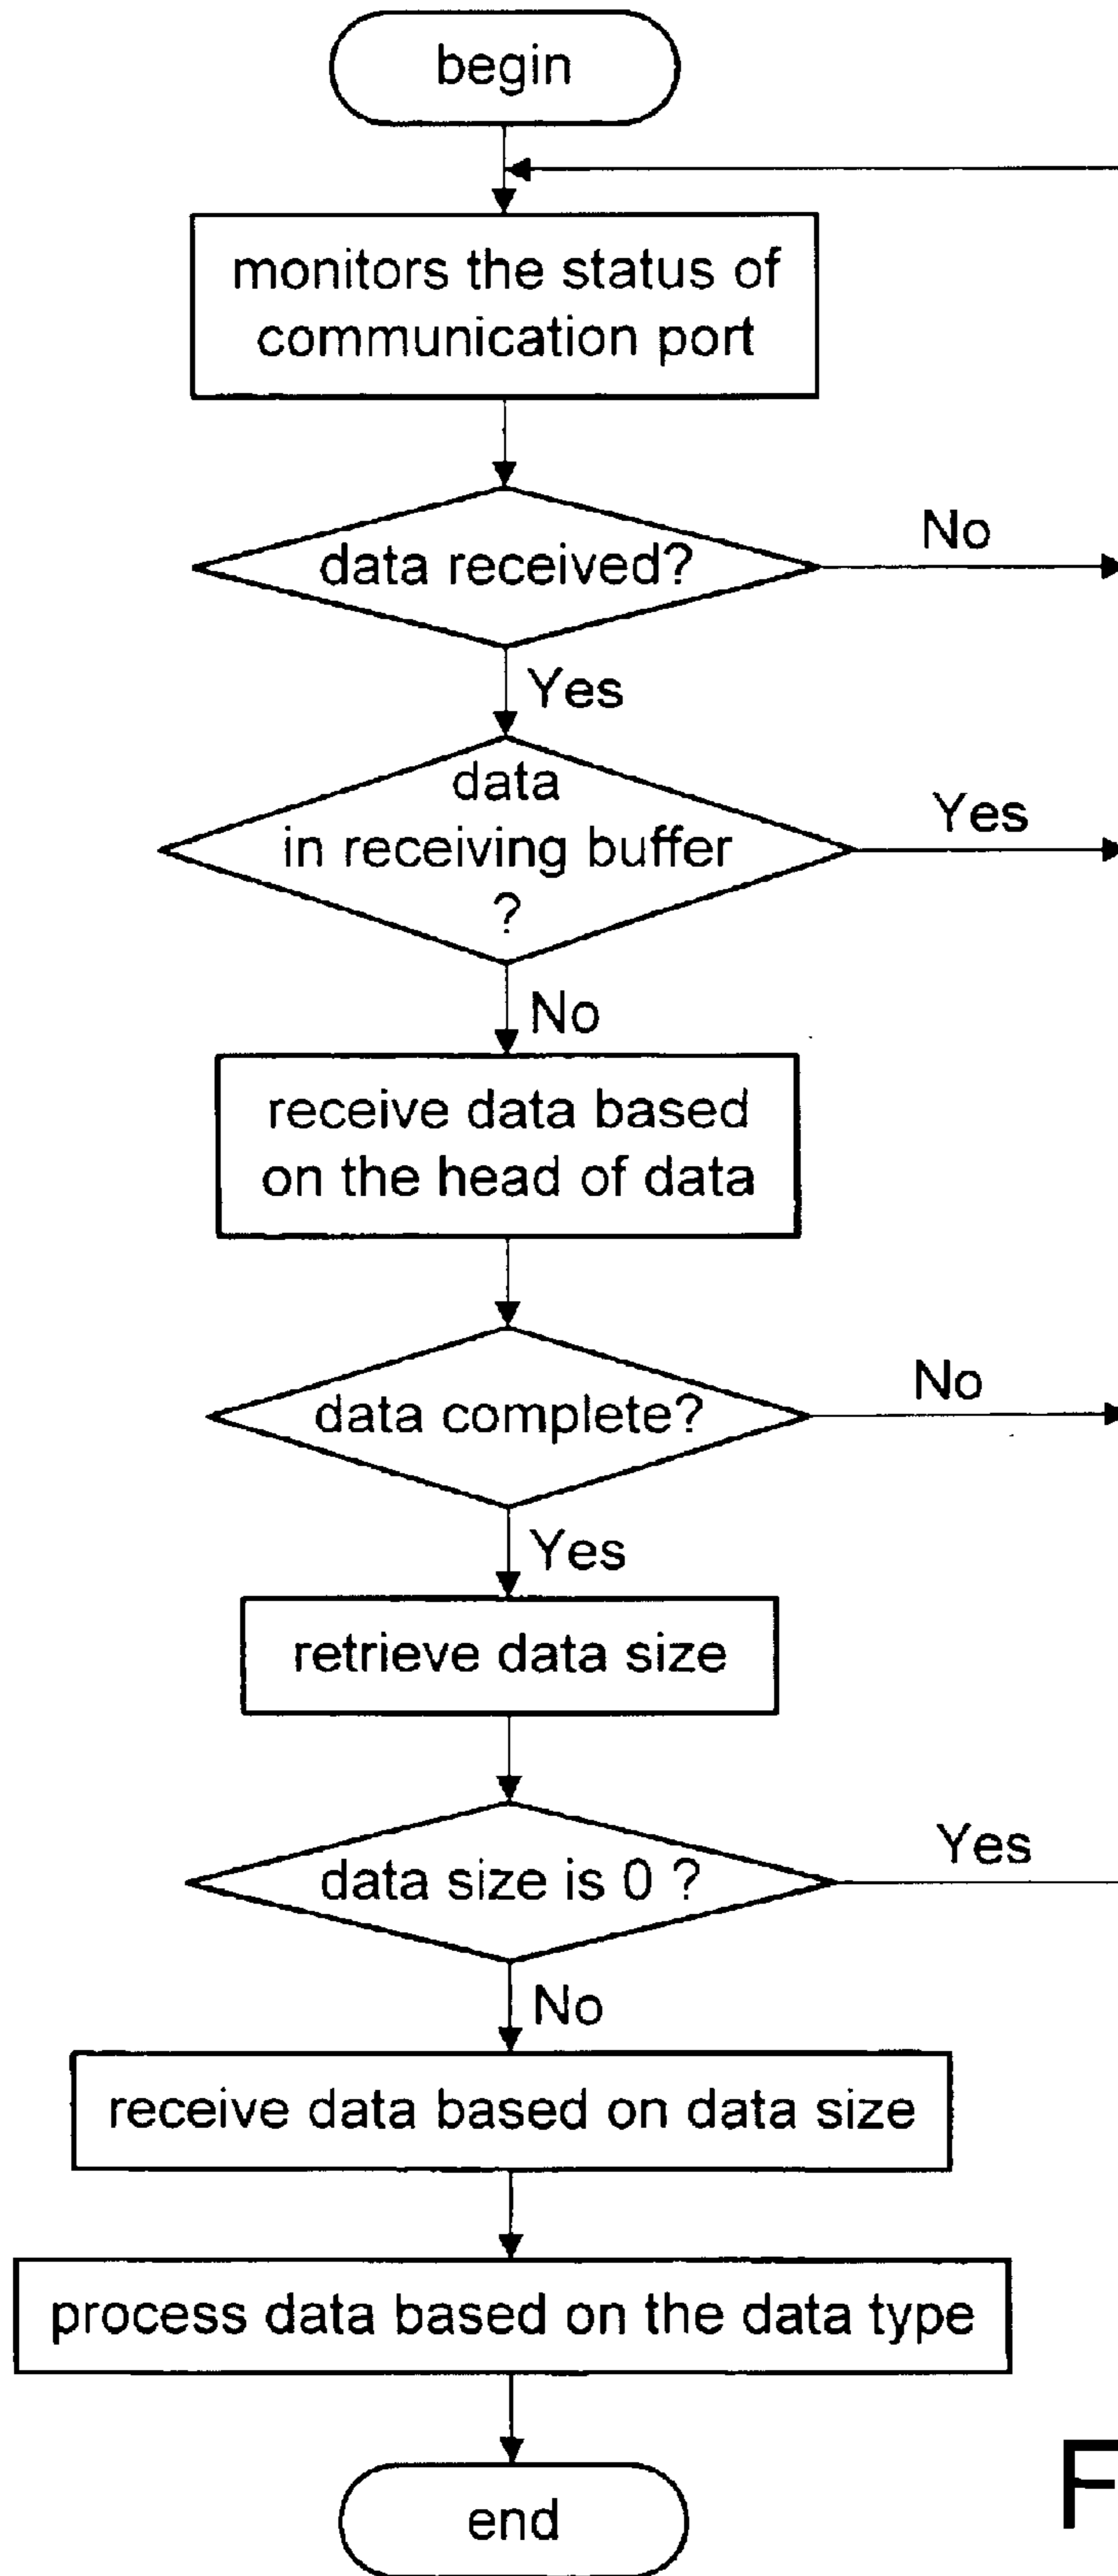 begin
monitors the status of
communication port
data received?
No
Yes
data
in receiving buffer
?
Yes
No
receive data based
on the head of data
data complete?
No
Yes
retrieve data size
data size is 0 ?
Yes
No
receive data based on data size
process data based on the data type
end
F